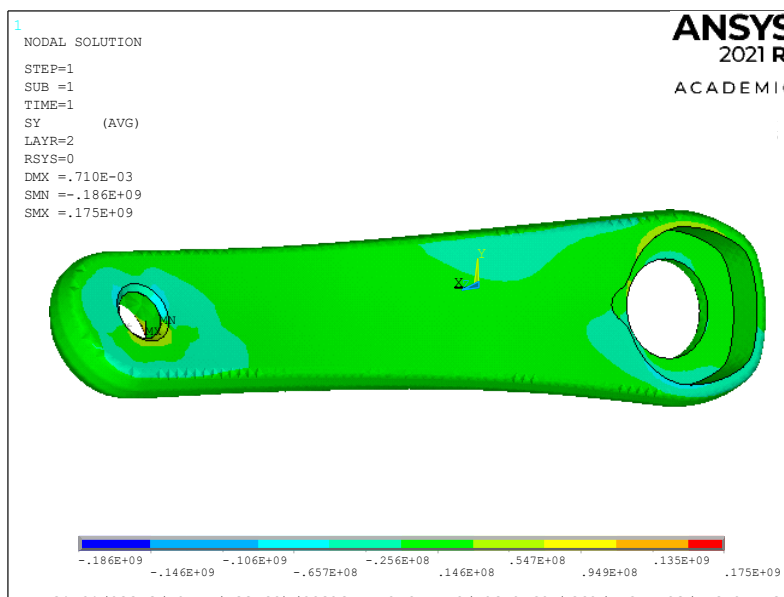 1
NODAL SOLUTION
STEP=1
SUB =1
TIME=1
SY (AVG)
LAYR=2
RSYS=0
DMX =.710E-03
SMN =-.186E+09
SMX =.175E+09
ANSYS
2021 R
ACADEMIC
Y
X
MN
MX
-.186E+09 -.106E+09 -.256E+08 .547E+08 .135E+09
-.146E+09 -.657E+08 .146E+08 .949E+08 .175E+09